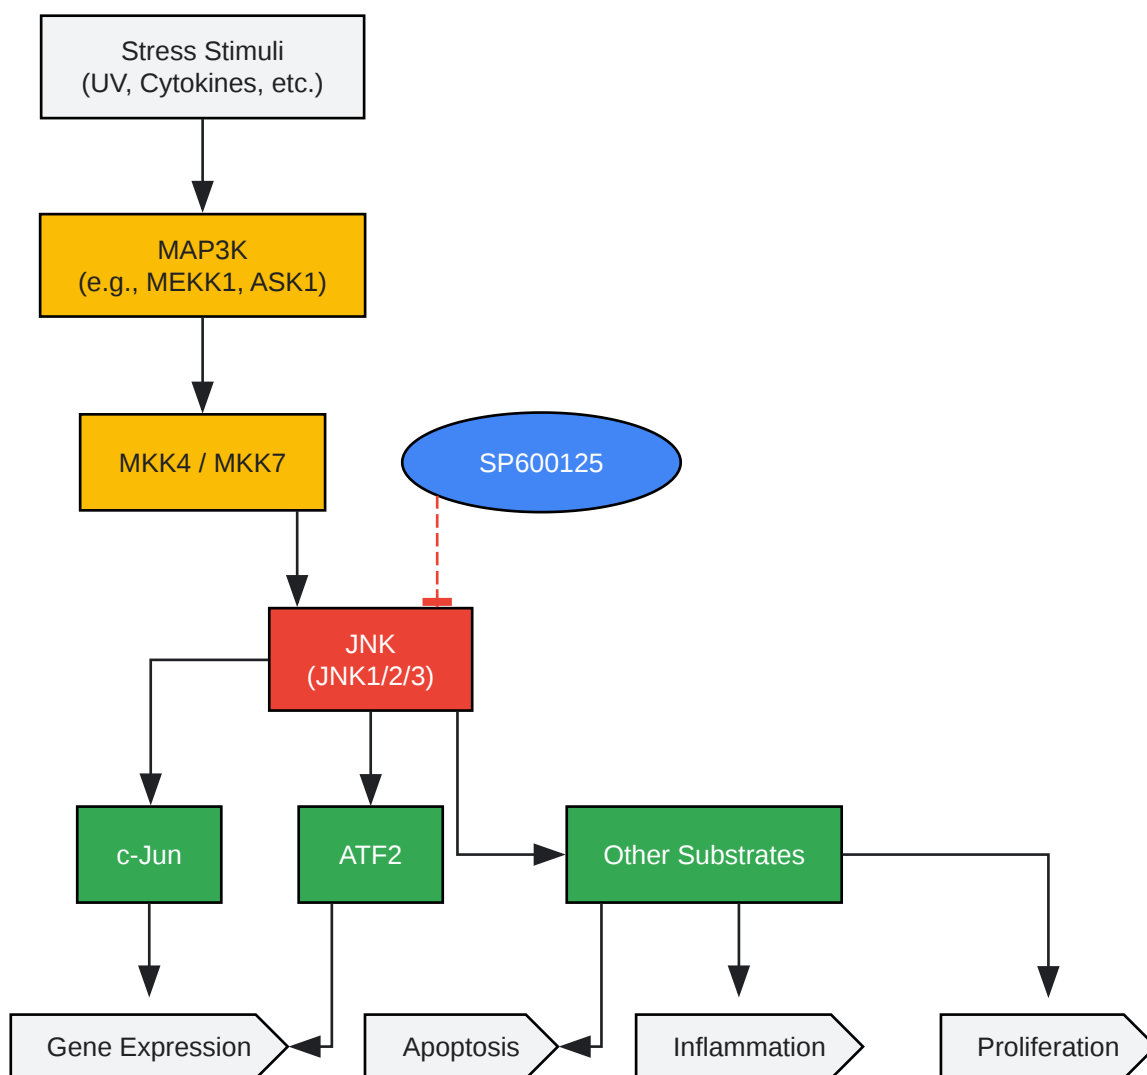 Stress Stimuli
(UV, Cytokines, etc.)
MAP3K
(e.g., MEKK1, ASK1)
MKK4 / MKK7
SP600125
JNK
(JNK1/2/3)
c-Jun
ATF2
Other Substrates
Gene Expression
Apoptosis
Inflammation
Proliferation